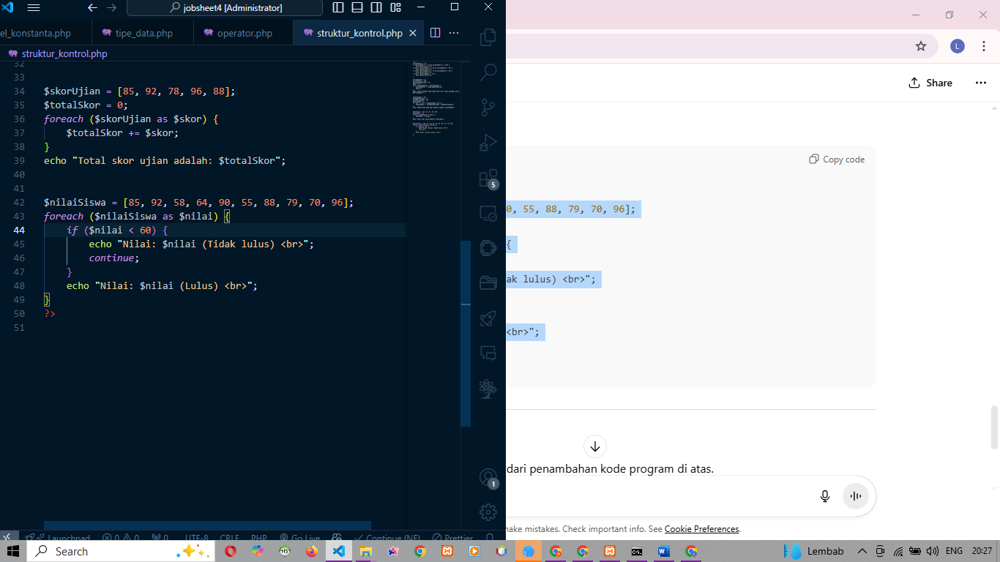 jobsheet4 [Administrator]
el_konstanta.php
tipe_data.php
operator.php
struktur_kontrol.php
struktur_kontrol.php
32
33
34 $skorUjian = [85, 92, 78, 96, 88];
35 $totalSkor = 0;
36 foreach ($skorUjian as $skor) {
37 $totalSkor += $skor;
38 }
39 echo "Total skor ujian adalah: $totalSkor";
40
41
42 $nilaiSiswa = [85, 92, 58, 64, 90, 55, 88, 79, 70, 96];
43 foreach ($nilaiSiswa as $nilai) {
44 if ($nilai < 60) {
45 echo "Nilai: $nilai (Tidak lulus) <br>";
46 continue;
47 }
48 echo "Nilai: $nilai (Lulus) <br>";
49 }
50 ?>
51
5
1
Launchpad 0 0 0 UTF-8 CRLF PHP Go Live Continue (NE) Prettier
L
Share
Copy code
0, 55, 88, 79, 70, 96];
{
ak lulus) <br>";
<br>";
dari penambahan kode program di atas.
make mistakes. Check important info. See Cookie Preferences.
Search
HS
Lembab
ENG
20:27